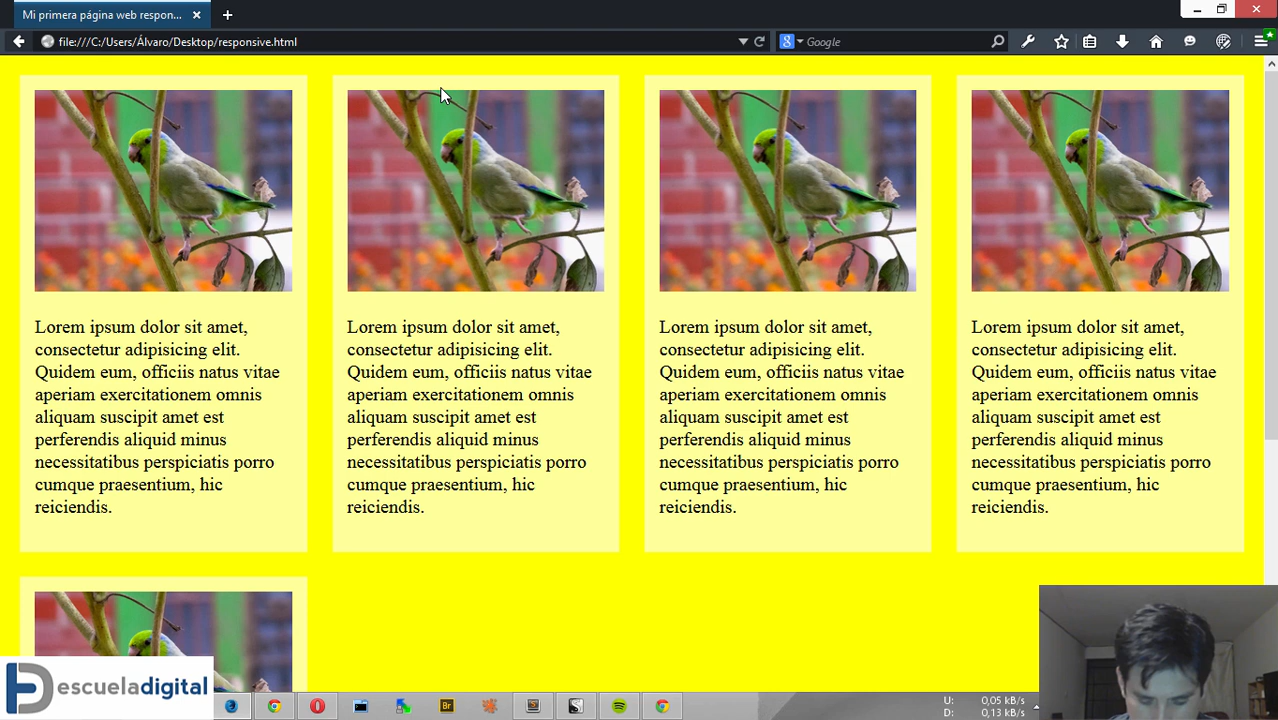 Mi primera página web respon...
file:///C:/Users/Álvaro/Desktop/responsive.html
Google
Lorem ipsum dolor sit amet,
consectetur adipisicing elit.
Quidem eum, officiis natus vitae
aperiam exercitationem omnis
aliquam suscipit amet est
perferendis aliquid minus
necessitatibus perspiciatis porro
cumque praesentium, hic
reiciendis.
Lorem ipsum dolor sit amet,
consectetur adipisicing elit.
Quidem eum, officiis natus vitae
aperiam exercitationem omnis
aliquam suscipit amet est
perferendis aliquid minus
necessitatibus perspiciatis porro
cumque praesentium, hic
reiciendis.
Lorem ipsum dolor sit amet,
consectetur adipisicing elit.
Quidem eum, officiis natus vitae
aperiam exercitationem omnis
aliquam suscipit amet est
perferendis aliquid minus
necessitatibus perspiciatis porro
cumque praesentium, hic
reiciendis.
Lorem ipsum dolor sit amet,
consectetur adipisicing elit.
Quidem eum, officiis natus vitae
aperiam exercitationem omnis
aliquam suscipit amet est
perferendis aliquid minus
necessitatibus perspiciatis porro
cumque praesentium, hic
reiciendis.
escueladigital
Br
U: 0,05 kB/s
D: 0,13 kB/s